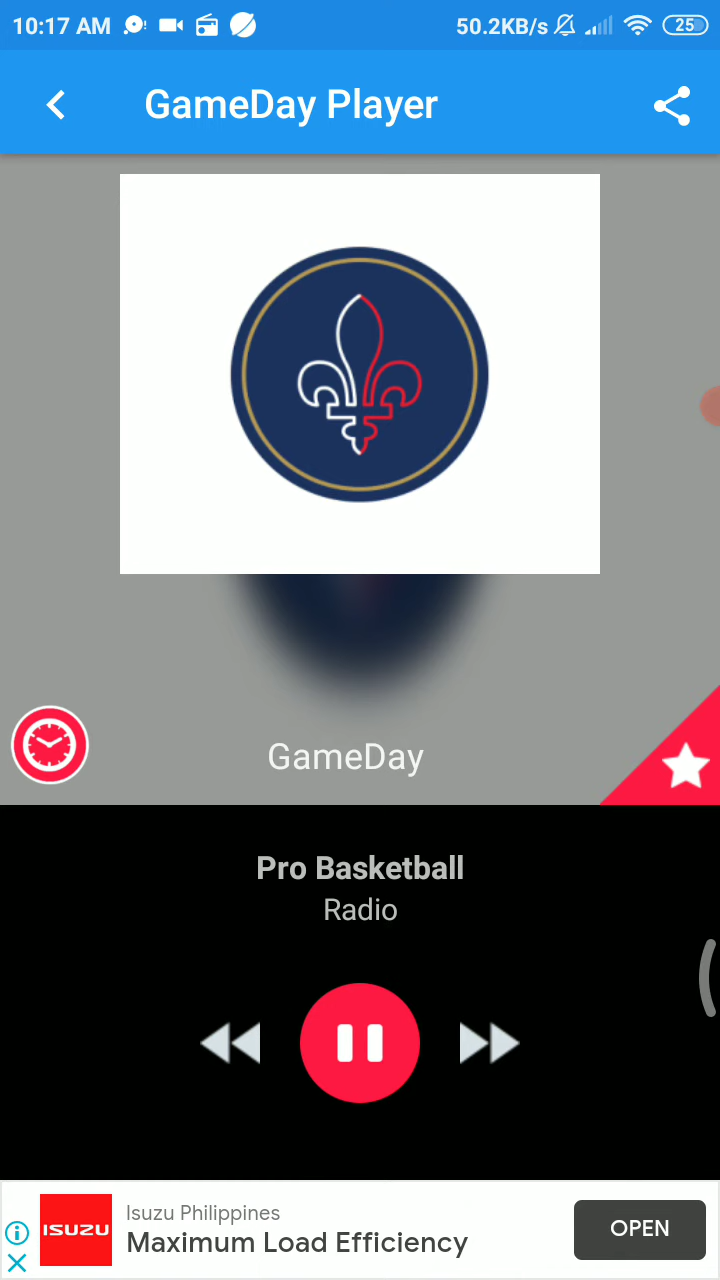 10:17 AM
50.2KB/s
25
GameDay Player
GameDay
Pro Basketball
Radio
ISUZU
Isuzu Philippines
Maximum Load Efficiency
OPEN